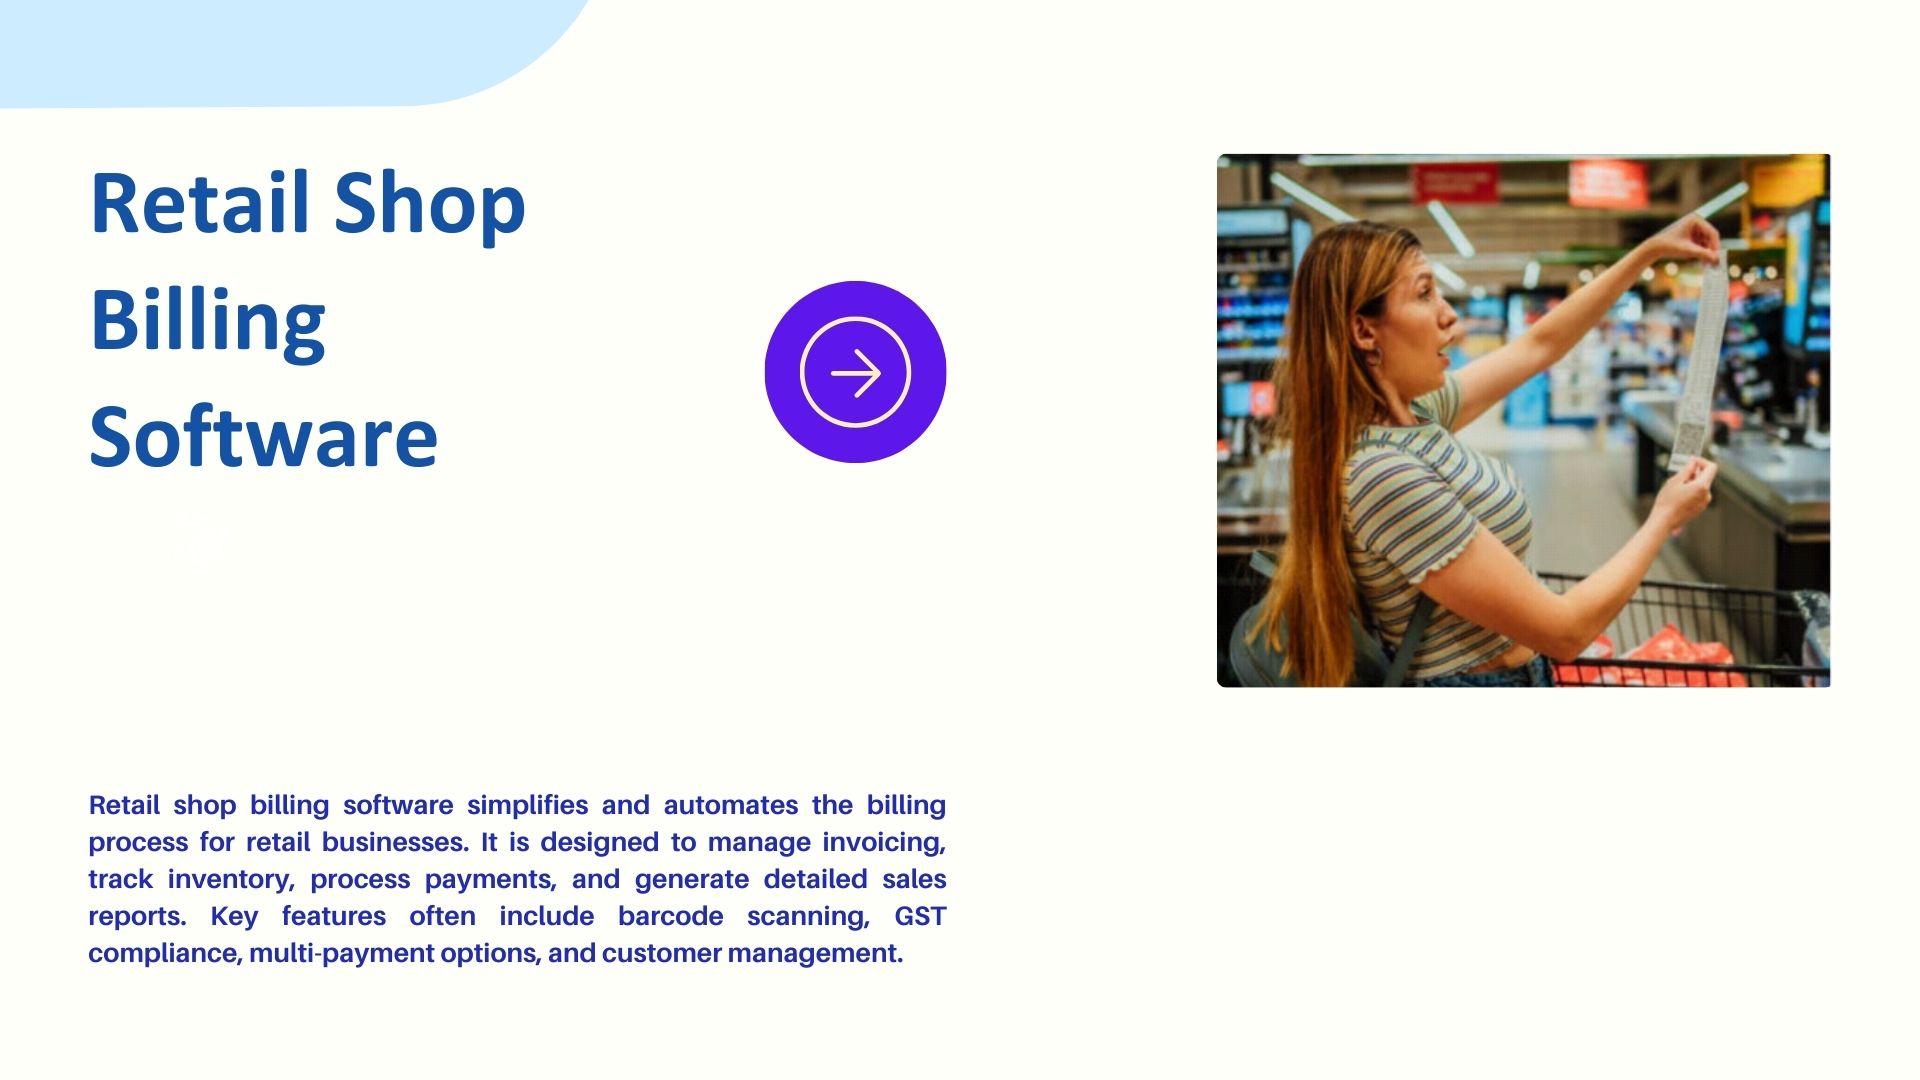 Retail Shop
Billing
Software
Retail shop billing software simplifies and automates the billing
process for retail businesses. It is designed to manage invoicing,
track inventory, process payments, and generate detailed sales
reports. Key features often include barcode scanning, GST
compliance, multi-payment options, and customer management.